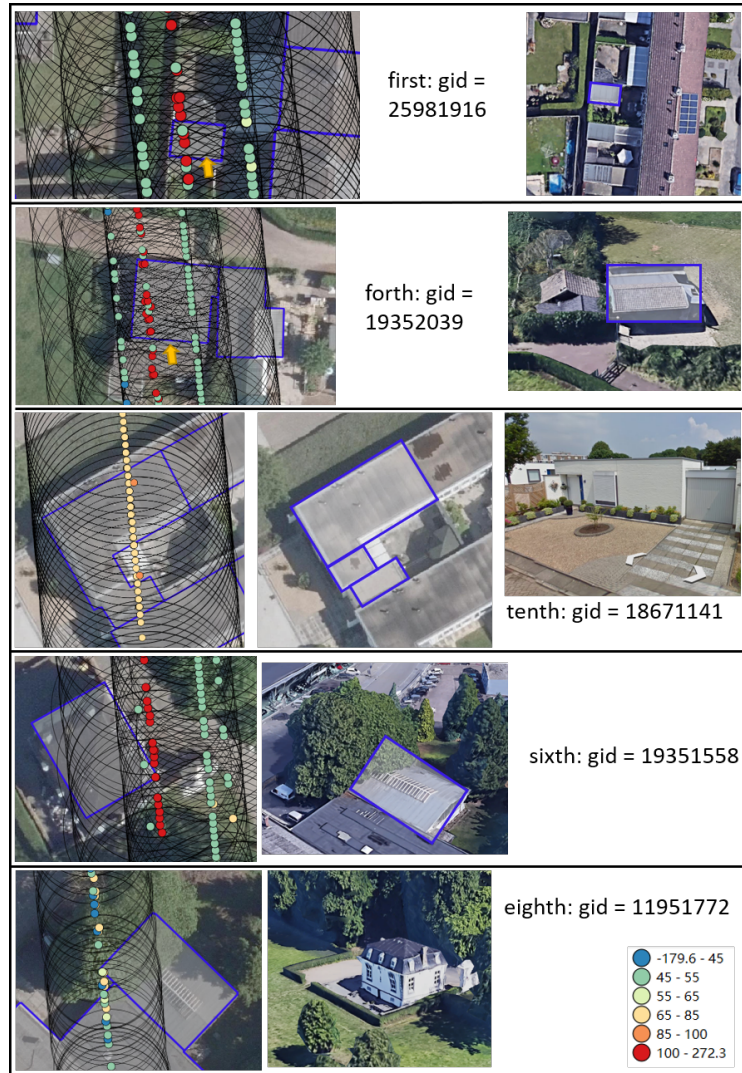 first: gid =
25981916
forth: gid =
19352039
tenth: gid = 18671141
sixth: gid = 19351558
eighth: gid = 11951772
-179.6 - 45
45 - 55
55 - 65
65 - 85
85 - 100
100 - 272.3